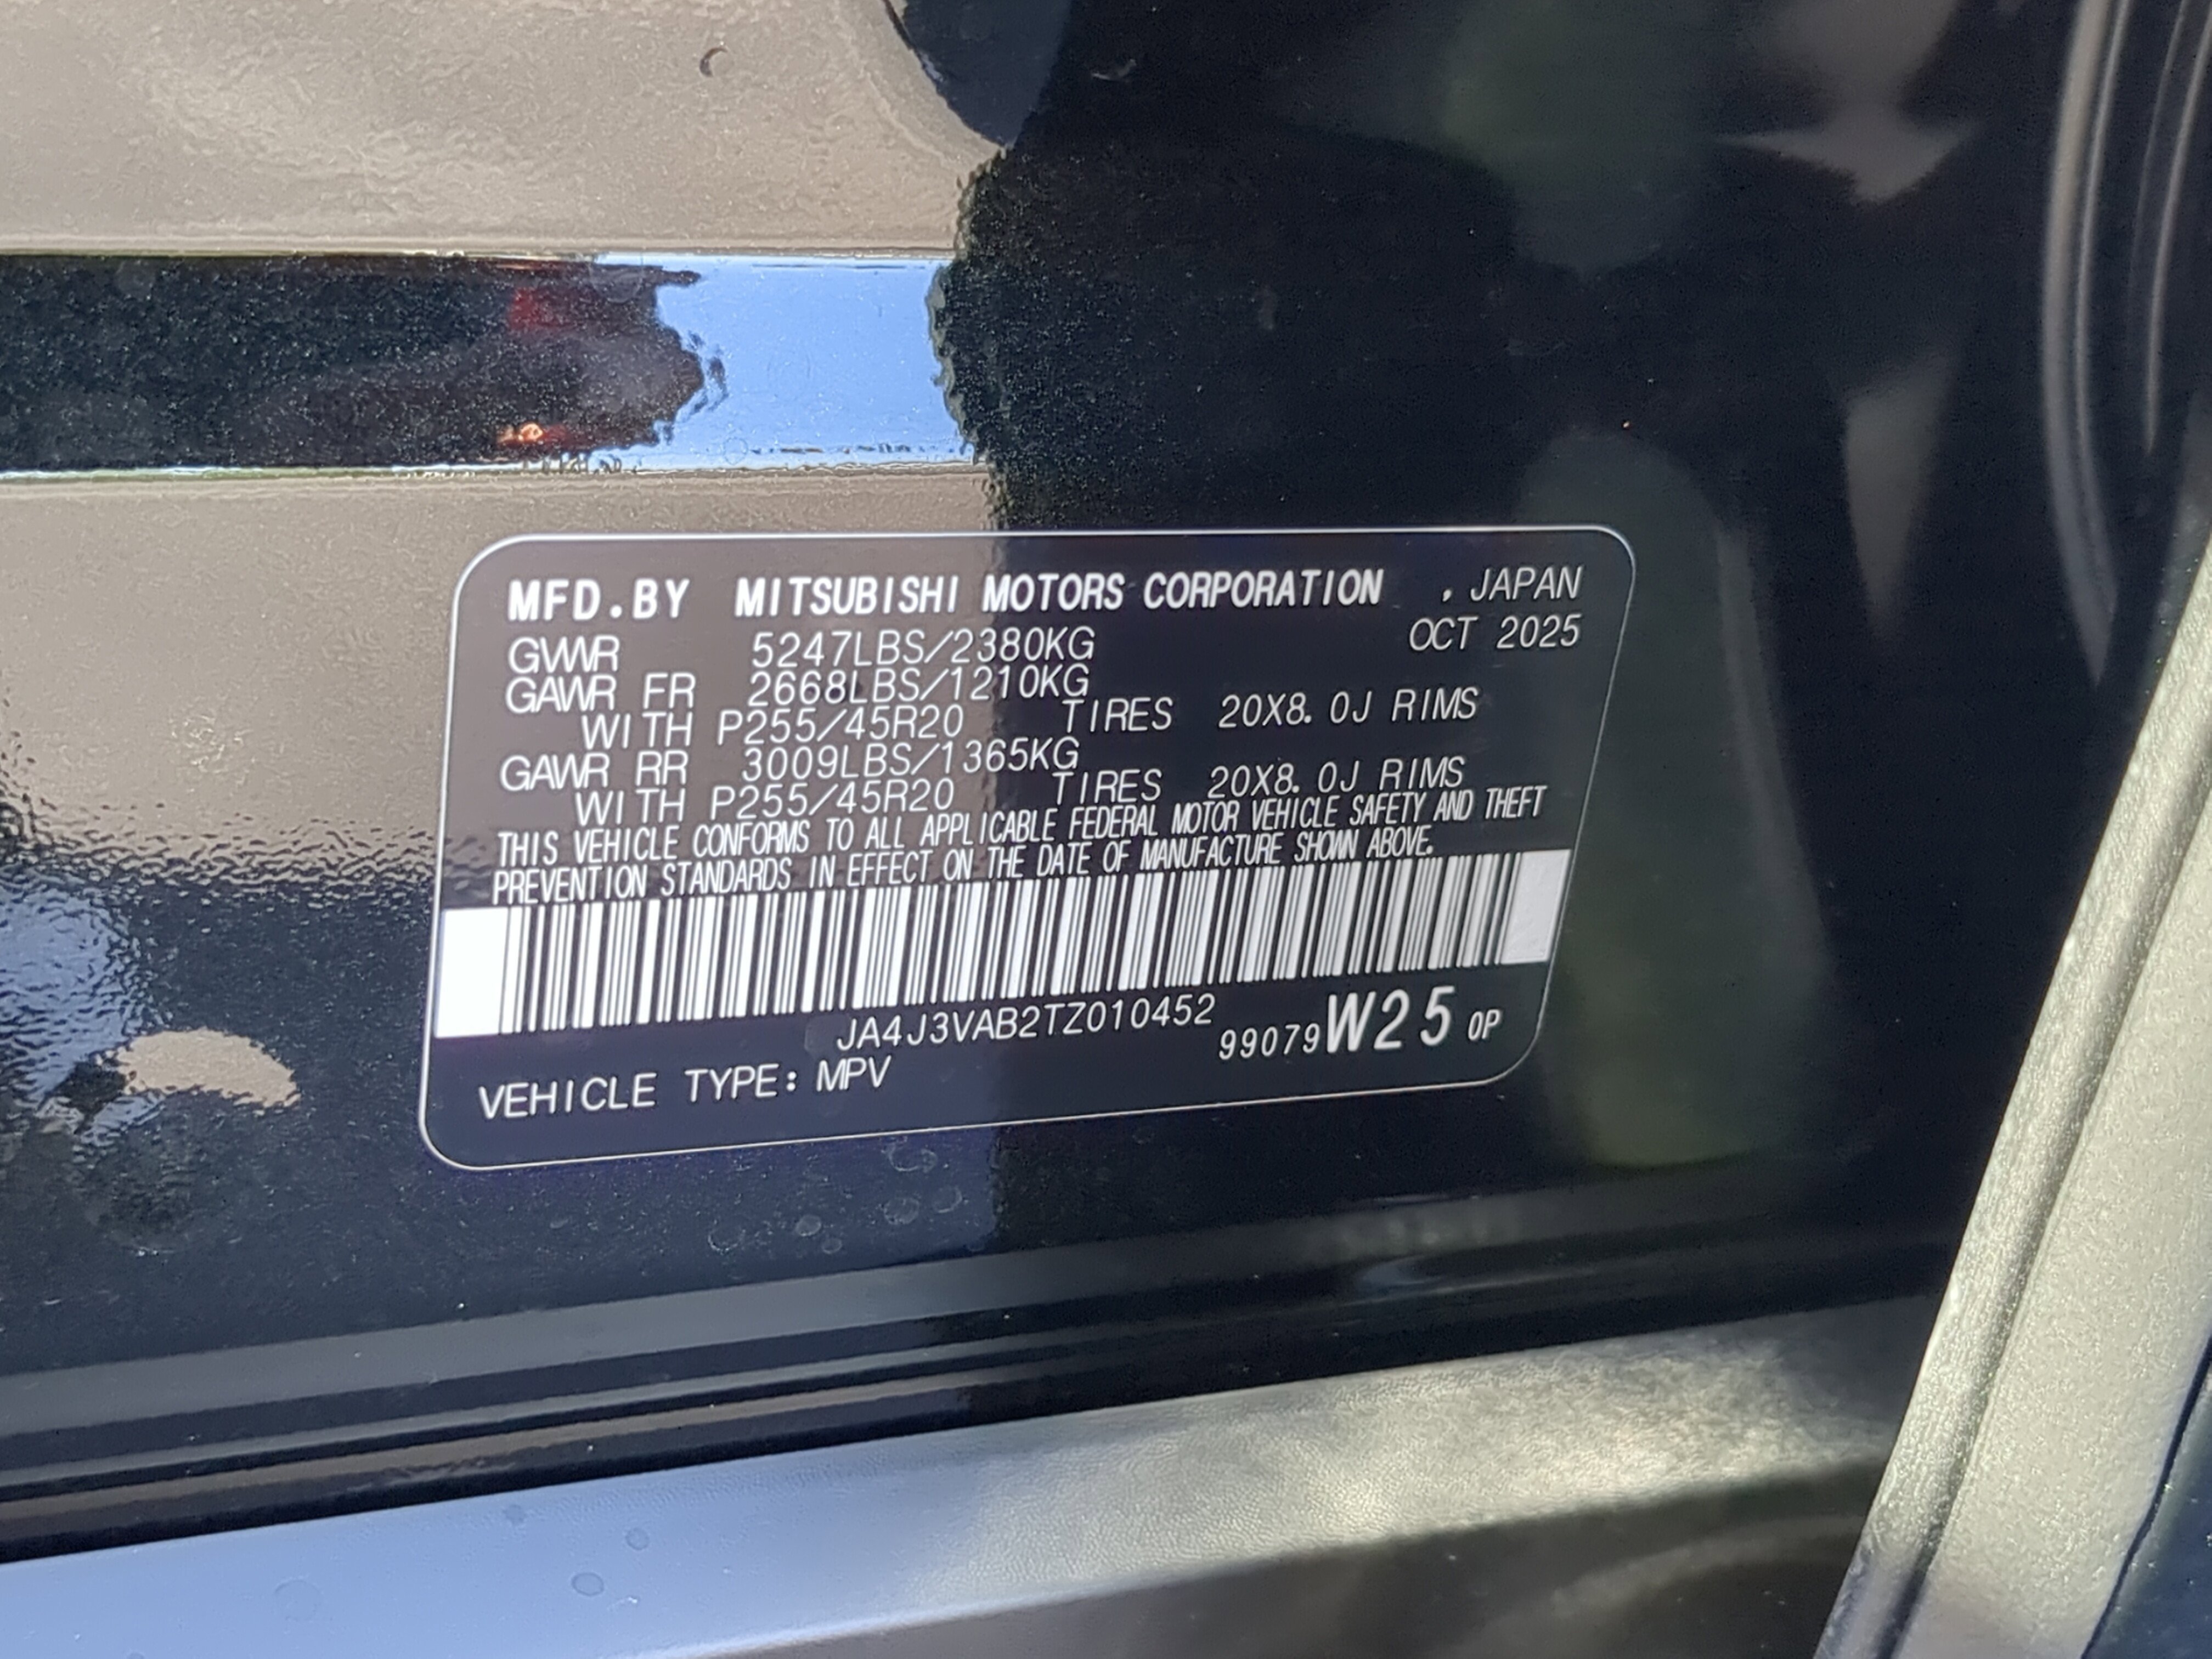 MFD.BY MITSUBISHI MOTORS CORPORATION , JAPAN
OCT 2025
GVWR 5247LBS/2380KG
GAWR FR 2668LBS/1210KG
WITH P255/45R20 TIRES 20X8.0J RIMS
GAWR RR 3009LBS/1365KG
WITH P255/45R20 TIRES 20X8.0J RIMS
THIS VEHICLE CONFORMS TO ALL APPLICABLE FEDERAL MOTOR VEHICLE SAFETY AND THEFT
PREVENTION STANDARDS IN EFFECT ON THE DATE OF MANUFACTURE SHOWN ABOVE.
JA4J3VAB2TZ010452
99079W25 0P
VEHICLE TYPE: MPV